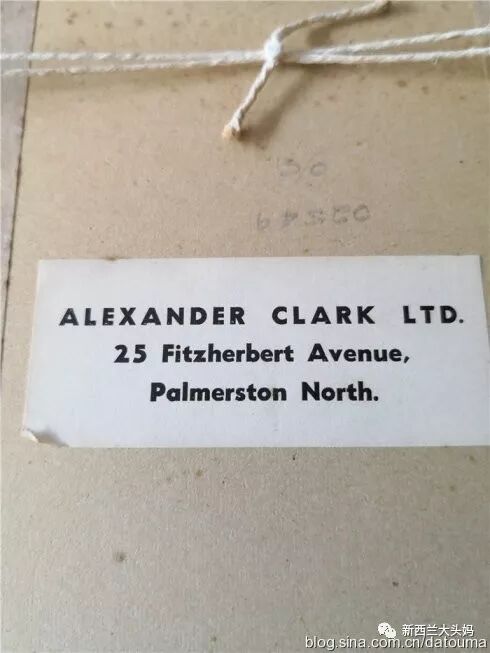 ALEXANDER CLARK LTD.
25 Fitzherbert Avenue,
Palmerston North.
新西兰大头妈
blog.sina.com.cn/datouma